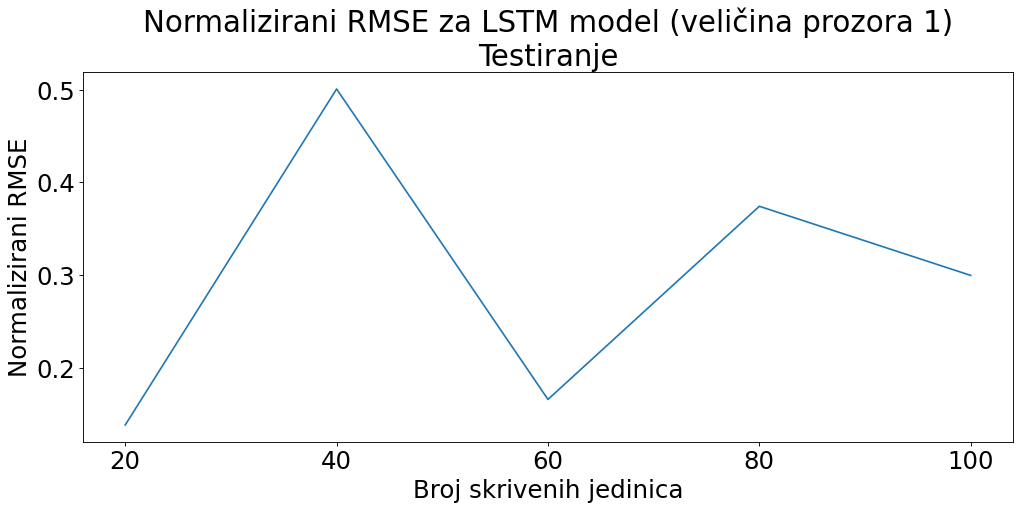 Normalizirani RMSE za LSTM model (veličina prozora 1)
Testiranje
Normalizirani RMSE
0.5
0.4
0.3
0.2
20 40 60 80 100
Broj skrivenih jedinica